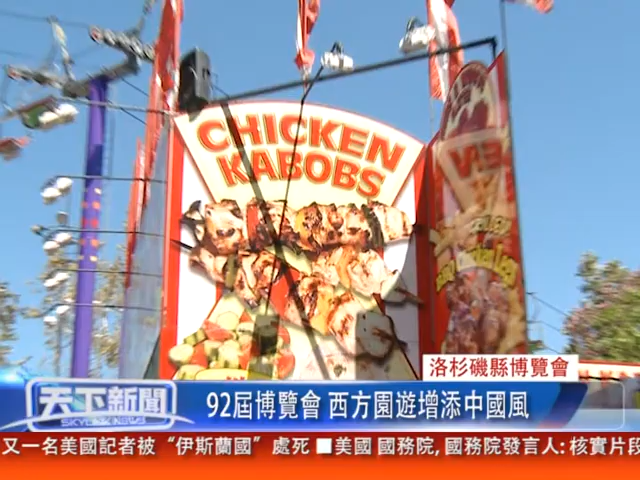 CHICKEN
KABOBS
洛杉磯縣博覽會
天下新聞
SKYLINK NEWS
92屆博覽會 西方園遊增添中國風
又一名美國記者被 “伊斯蘭國” 處死 ■美國 國務院, 國務院發言人: 核實片段